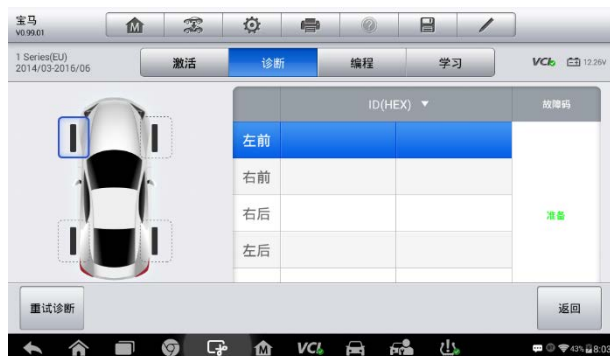 宝马
V0.99.01
1 Series(EU)
2014/03-2016/06
激活
诊断
编程
学习
VCI
12.26V
ID(HEX) ▼
故障码
左前
右前
右后
左后
准备
重试诊断
返回
M
VCI
43% 8:03